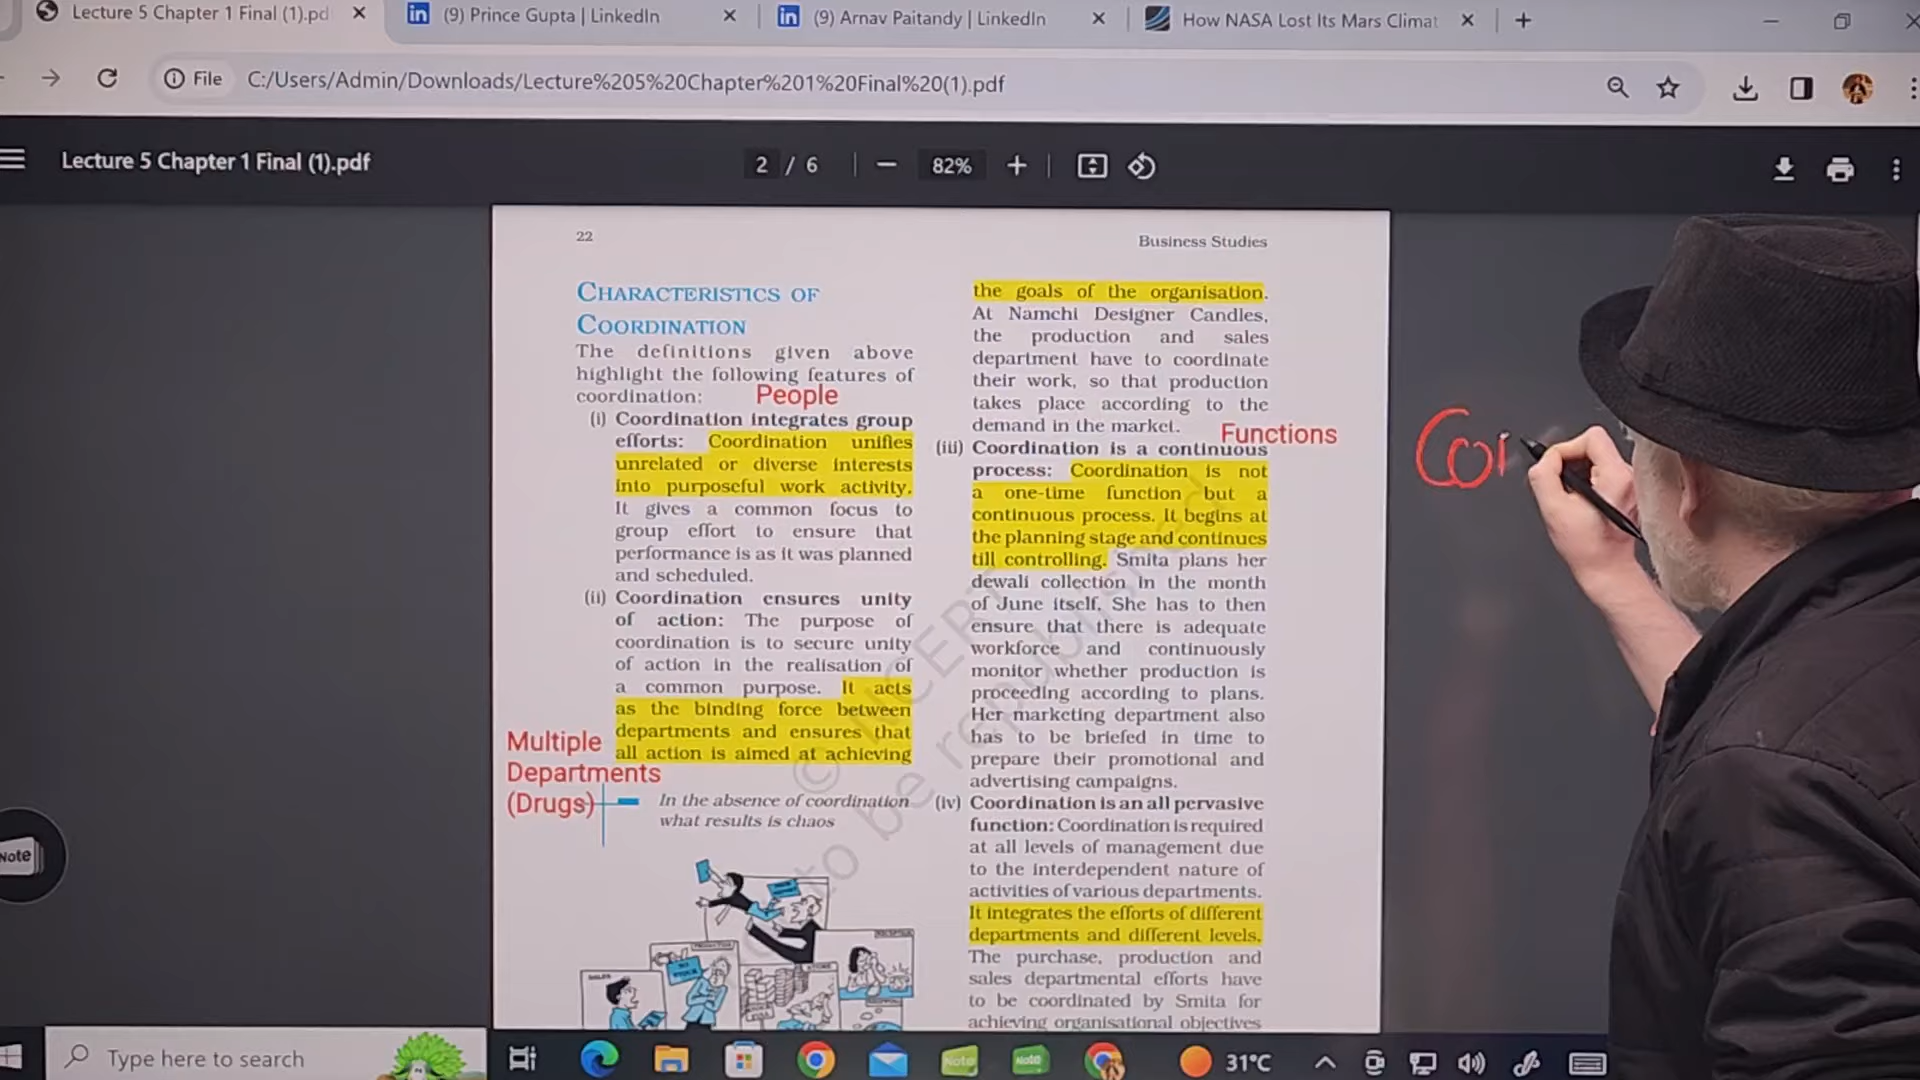 Lecture 5 Chapter 1 Final (1).pd
(9) Prince Gupta | LinkedIn
(9) Arnav Paitandy | LinkedIn
How NASA Lost Its Mars Climat
File
C:/Users/Admin/Downloads/Lecture%205%20Chapter%201%20Final%20(1).pdf
Lecture 5 Chapter 1 Final (1).pdf
2 / 6
82%
22
Business Studies
CHARACTERISTICS OF
COORDINATION
The definitions given above
highlight the following features of
coordination:
People
(i) Coordination integrates group
efforts: Coordination unifies
unrelated or diverse interests
into purposeful work activity.
It gives a common focus to
group effort to ensure that
performance is as it was planned
and scheduled.
(ii) Coordination ensures unity
of action: The purpose of
coordination is to secure unity
of action in the realisation of
a common purpose. It acts
as the binding force between
departments and ensures that
all action is aimed at achieving
Multiple
Departments
(Drugs)
In the absence of coordination
what results is chaos
NO
STOCK
the goals of the organisation.
At Namchi Designer Candles,
the production and sales
department have to coordinate
their work, so that production
takes place according to the
demand in the market.
Functions
(iii) Coordination is a continuous
process: Coordination is not
a one-time function but a
continuous process. It begins at
the planning stage and continues
till controlling. Smita plans her
dewali collection in the month
of June itself. She has to then
ensure that there is adequate
workforce and continuously
monitor whether production is
proceeding according to plans.
Her marketing department also
has to be briefed in time to
prepare their promotional and
advertising campaigns.
(iv) Coordination is an all pervasive
function: Coordination is required
at all levels of management due
to the interdependent nature of
activities of various departments.
It integrates the efforts of different
departments and different levels.
The purchase, production and
sales departmental efforts have
to be coordinated by Smita for
achieving organisational objectives
© NCERT
to be republished
Note
Type here to search
Note
Note
31°C